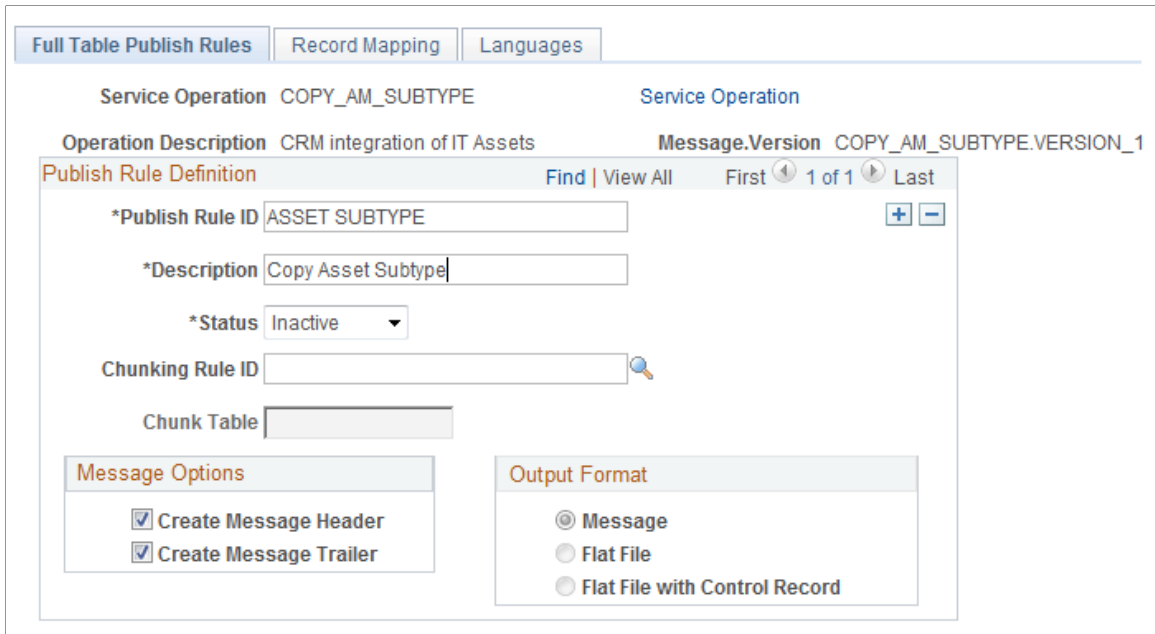 Full Table Publish Rules Record Mapping Languages
Service Operation COPY_AM_SUBTYPE Service Operation
Operation Description CRM integration of IT Assets Message.Version COPY_AM_SUBTYPE.VERSION_1
Publish Rule Definition Find | View All First 1 of 1 Last
*Publish Rule ID ASSET SUBTYPE
*Description Copy Asset Subtype
*Status Inactive
Chunking Rule ID
Chunk Table
Message Options Output Format
Create Message Header Message
Create Message Trailer Flat File
Flat File with Control Record